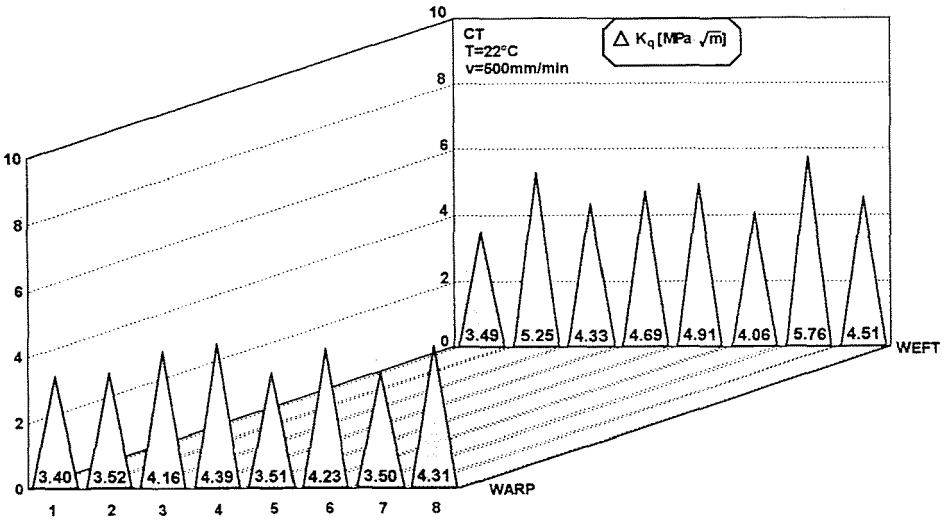 10
CT
T=22°C
v=500mm/min
△ Kq [MPa √m]
8
6
4
2
0
3.49 5.25 4.33 4.69 4.91 4.06 5.76 4.51
WEFT
10
8
6
4
2
0
3.40 3.52 4.16 4.39 3.51 4.23 3.50 4.31
WARP
1 2 3 4 5 6 7 8